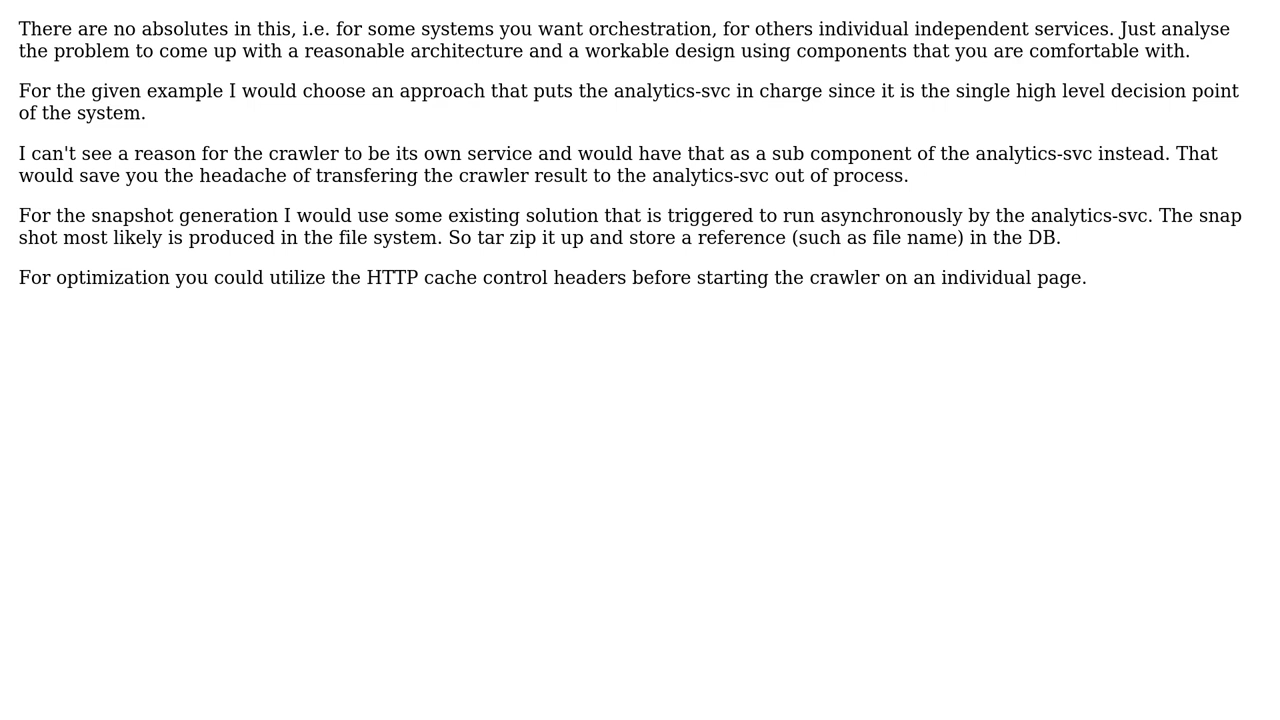 There are no absolutes in this, i.e. for some systems you want orchestration, for others individual independent services. Just analyse
the problem to come up with a reasonable architecture and a workable design using components that you are comfortable with.
For the given example I would choose an approach that puts the analytics-svc in charge since it is the single high level decision point
of the system.
I can't see a reason for the crawler to be its own service and would have that as a sub component of the analytics-svc instead. That
would save you the headache of transfering the crawler result to the analytics-svc out of process.
For the snapshot generation I would use some existing solution that is triggered to run asynchronously by the analytics-svc. The snap
shot most likely is produced in the file system. So tar zip it up and store a reference (such as file name) in the DB.
For optimization you could utilize the HTTP cache control headers before starting the crawler on an individual page.